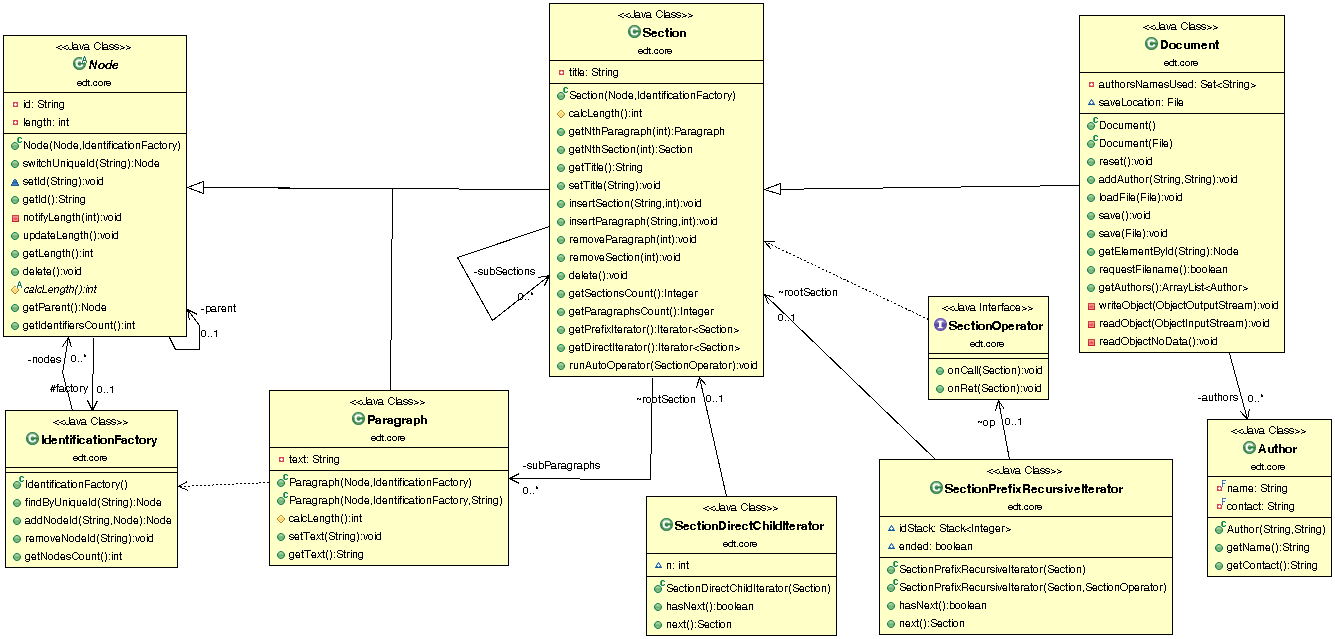 <<Java Class>>
Node
edt.core
id: String
length: int
Node(Node,IdentificationFactory)
switchUniqueId(String):Node
setId(String):void
getId():String
notifyLength(int):void
updateLength():void
getLength():int
delete():void
calcLength():int
getParent():Node
getIdentifiersCount():int
-parent
0..1
-nodes
0..*
#factory
0..1
<<Java Class>>
IdentificationFactory
edt.core
IdentificationFactory()
findByUniqueId(String):Node
addNodeId(String,Node):Node
removeNodeId(String):void
getNodesCount():int
<<Java Class>>
Paragraph
edt.core
text: String
Paragraph(Node,IdentificationFactory)
Paragraph(Node,IdentificationFactory,String)
calcLength():int
setText(String):void
getText():String
<<Java Class>>
Section
edt.core
title: String
Section(Node,IdentificationFactory)
calcLength():int
getNthParagraph(int):Paragraph
getNthSection(int):Section
getTitle():String
setTitle(String):void
insertSection(String,int):void
insertParagraph(String,int):void
removeParagraph(int):void
removeSection(int):void
delete():void
getSectionsCount():Integer
getParagraphsCount():Integer
getPrefixIterator():Iterator<Section>
getDirectIterator():Iterator<Section>
runAutoOperator(SectionOperator):void
-subSections
0..*
-subParagraphs
0..*
~rootSection
0..1
<<Java Class>>
SectionDirectChildIterator
edt.core
n: int
SectionDirectChildIterator(Section)
hasNext():boolean
next():Section
~rootSection
0..1
<<Java Interface>>
SectionOperator
edt.core
onCall(Section):void
onRet(Section):void
~op
0..1
<<Java Class>>
SectionPrefixRecursiveIterator
edt.core
idStack: Stack<Integer>
ended: boolean
SectionPrefixRecursiveIterator(Section)
SectionPrefixRecursiveIterator(Section,SectionOperator)
hasNext():boolean
next():Section
<<Java Class>>
Document
edt.core
authorsNamesUsed: Set<String>
saveLocation: File
Document()
Document(File)
reset():void
addAuthor(String,String):void
loadFile(File):void
save():void
save(File):void
getElementById(String):Node
requestFilename():boolean
getAuthors():ArrayList<Author>
writeObject(ObjectOutputStream):void
readObject(ObjectInputStream):void
readObjectNoData():void
-authors
0..*
<<Java Class>>
Author
edt.core
name: String
contact: String
Author(String,String)
getName():String
getContact():String